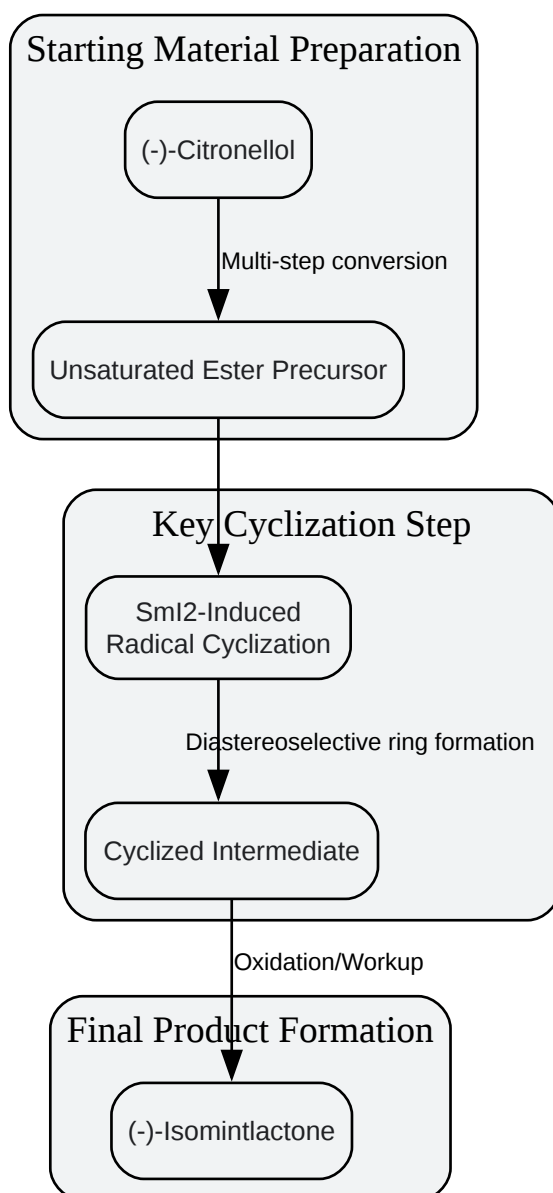 Starting Material Preparation
(-)-Citronellol
Multi-step conversion
Unsaturated Ester Precursor
Key Cyclization Step
SmI2-Induced
Radical Cyclization
Diastereoselective ring formation
Cyclized Intermediate
Oxidation/Workup
Final Product Formation
(-)-Isomintlactone